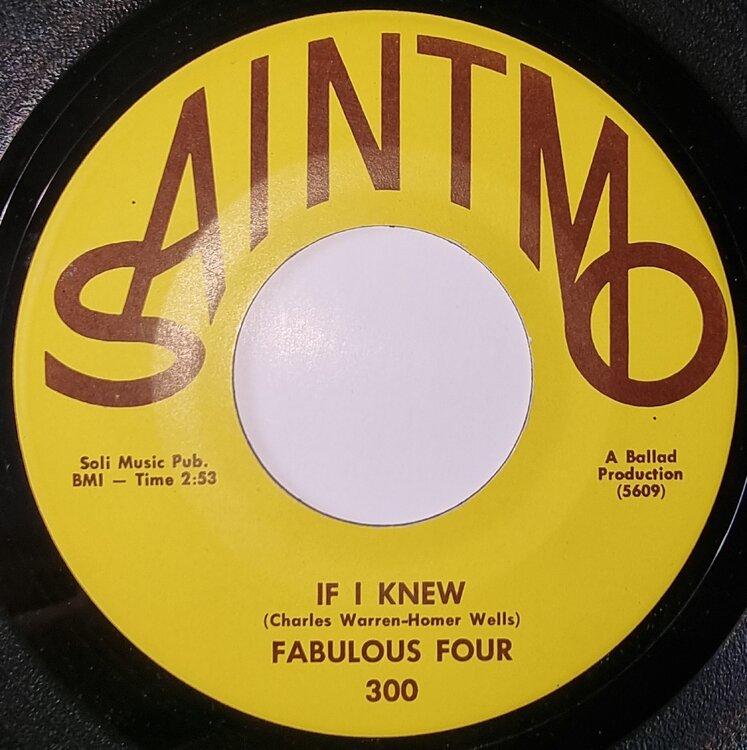 SAINTMO
Soli Music Pub.
BMI — Time 2:53
A Ballad
Production
(5609)
IF I KNEW
(Charles Warren-Homer Wells)
FABULOUS FOUR
300